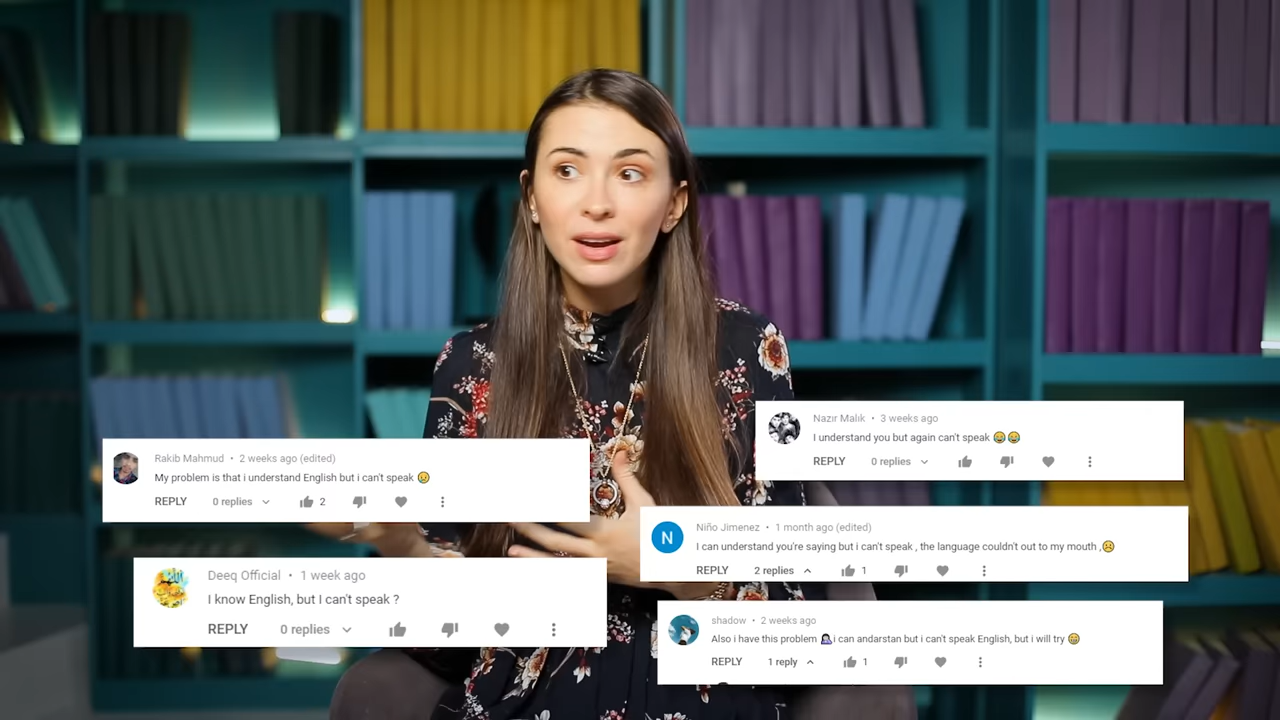 Nazır Malık • 3 weeks ago
I understand you but again can't speak 😂😂
REPLY 0 replies
Rakib Mahmud • 2 weeks ago (edited)
My problem is that i understand English but i can't speak 😢
REPLY 0 replies 2
Niño Jimenez • 1 month ago (edited)
N
I can understand you're saying but i can't speak , the language couldn't out to my mouth ,☹️
REPLY 2 replies 1
Deeq Official • 1 week ago
I know English, but I can't speak ?
REPLY 0 replies
shadow • 2 weeks ago
Also i have this problem 🤦🏻‍♀️i can andarstan but i can't speak English, but i will try 😁
REPLY 1 reply 1